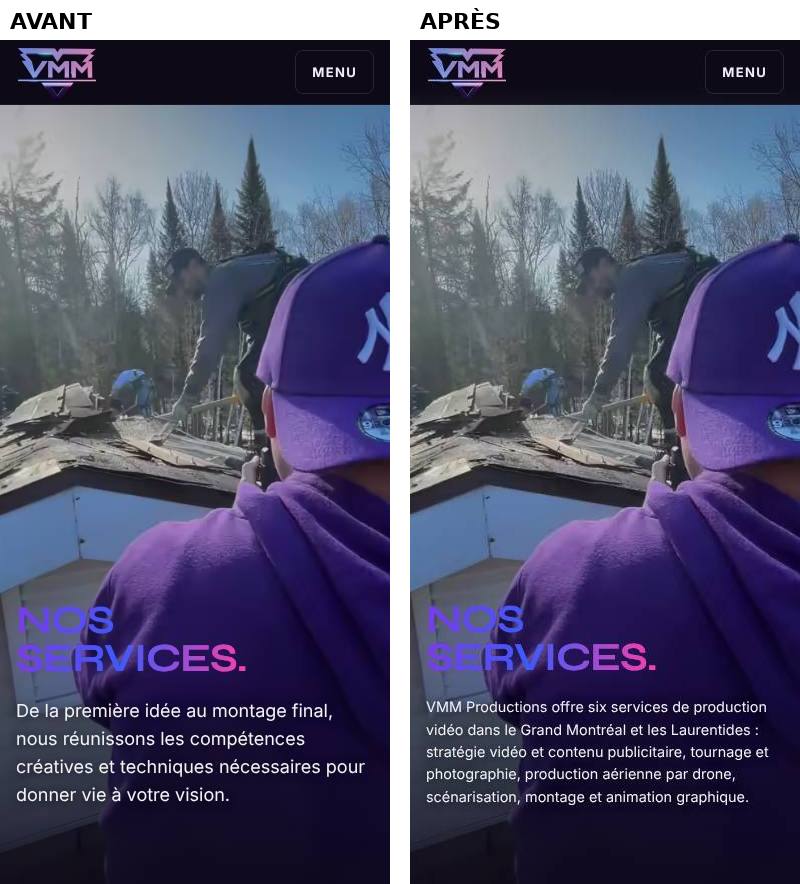 AVANT
VMM
MENU
NOS
SERVICES.
De la première idée au montage final,
nous réunissons les compétences
créatives et techniques nécessaires pour
donner vie à votre vision.
APRÈS
VMM
MENU
NOS
SERVICES.
VMM Productions offre six services de production
vidéo dans le Grand Montréal et les Laurentides :
stratégie vidéo et contenu publicitaire, tournage et
photographie, production aérienne par drone,
scénarisation, montage et animation graphique.